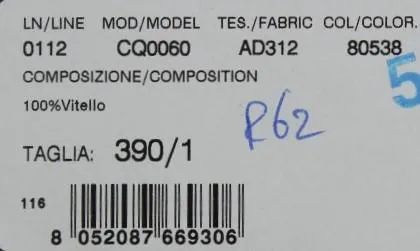 LN/LINE MOD/MODEL TES./FABRIC COL/COLOR.
0112 CQ0060 AD312 80538
COMPOSIZIONE/COMPOSITION
5
100%Vitello
R62
TAGLIA: 390/1
116
8 052087 669306